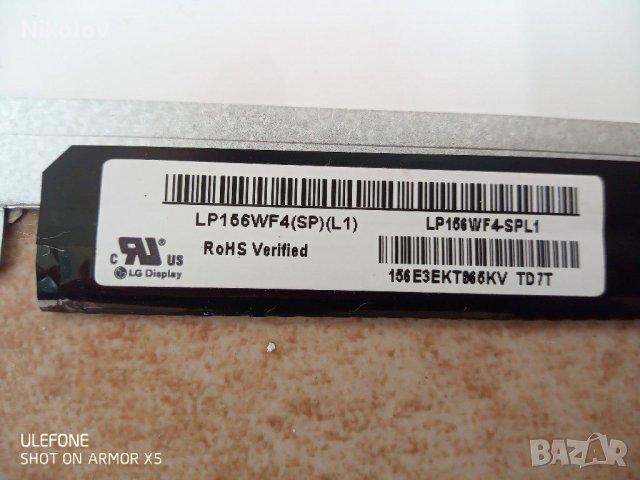 Nikolov
LP156WF4(SP)(L1)
LP156WF4-SPL1
RoHS Verified
c RU US
LG Display
156E3EKT865KV TD7T
ULEFONE
SHOT ON ARMOR X5
BAZAR